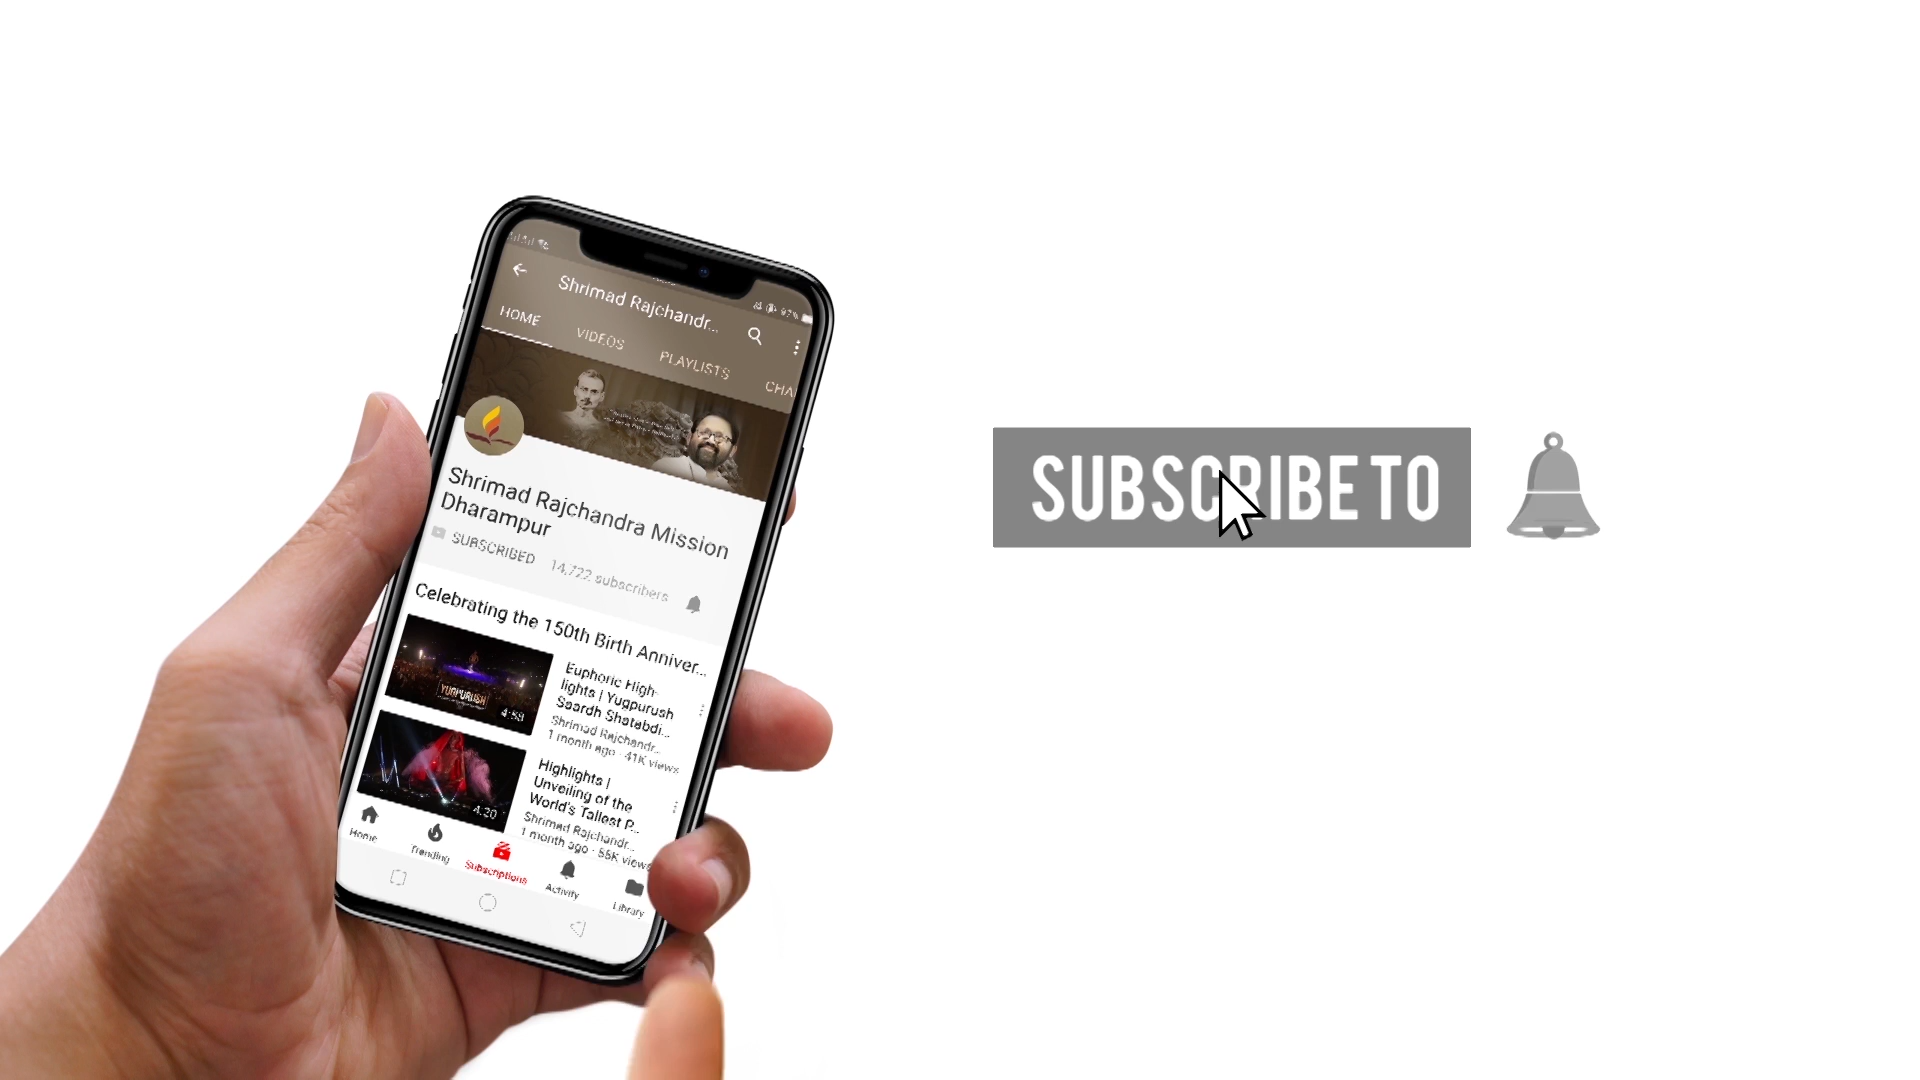 Shrimad Rajchandr...
HOME
VIDEOS
PLAYLISTS
CHA
Shrimad Rajchandra Mission
Dharampur
SUBSCRIBED 14,722 subscribers
Celebrating the 150th Birth Anniver...
Euphoric High-
lights | Yugpurush
Saardh Shatabdi...
Shrimad Rajchandr...
1 month ago · 41K views
YUGPURUSH
4:58
Highlights |
Unveiling of the
World's Tallest P...
Shrimad Rajchandr...
1 month ago · 55K views
4:20
Home
Trending
Subscriptions
Activity
Library
SUBSCRIBE TO